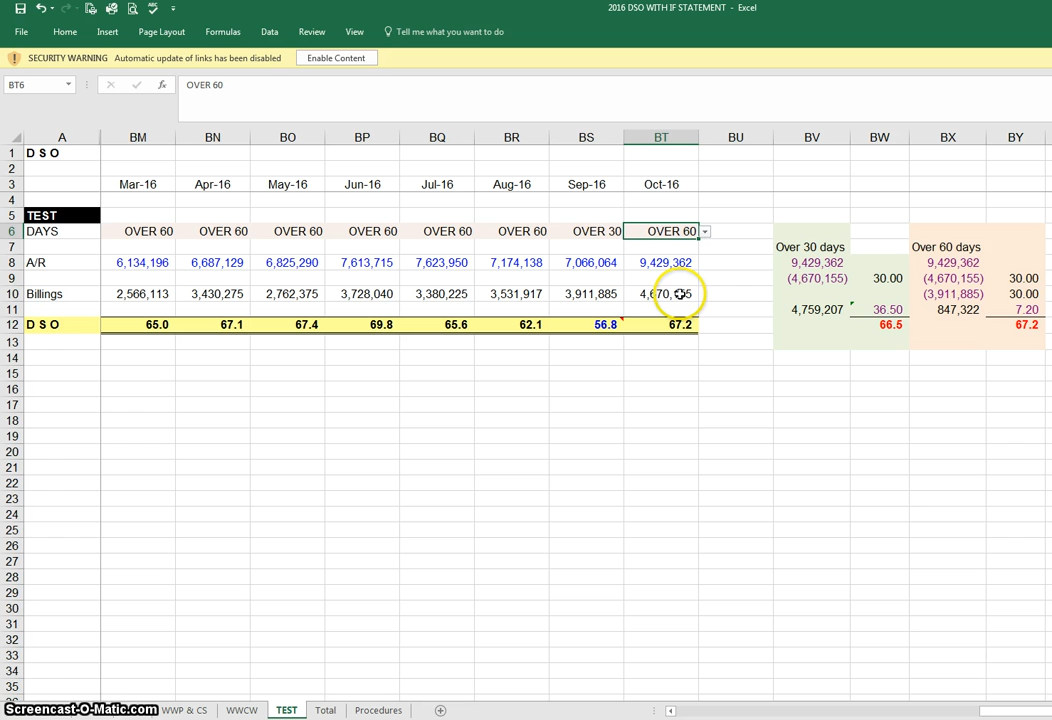 2016 DSO WITH IF STATEMENT - Excel
File Home Insert Page Layout Formulas Data Review View Tell me what you want to do
SECURITY WARNING Automatic update of links has been disabled Enable Content
BT6 fx OVER 60
A BM BN BO BP BQ BR BS BT BU BV BW BX BY
1 D S O
2
3 Mar-16 Apr-16 May-16 Jun-16 Jul-16 Aug-16 Sep-16 Oct-16
4
5 TEST
6 DAYS OVER 60 OVER 60 OVER 60 OVER 60 OVER 60 OVER 60 OVER 30 OVER 60
7 Over 30 days Over 60 days
8 A/R 6,134,196 6,687,129 6,825,290 7,613,715 7,623,950 7,174,138 7,066,064 9,429,362 9,429,362 9,429,362
9 (4,670,155) 30.00 (4,670,155) 30.00
10 Billings 2,566,113 3,430,275 2,762,375 3,728,040 3,380,225 3,531,917 3,911,885 4,670,155 (3,911,885) 30.00
11 4,759,207 36.50 847,322 7.20
12 D S O 65.0 67.1 67.4 69.8 65.6 62.1 56.8 67.2 66.5 67.2
13
14
15
16
17
18
19
20
21
22
23
24
25
26
27
28
29
30
31
32
33
34
35
Screencast-O-Matic.com WWP & CS WWCW TEST Total Procedures